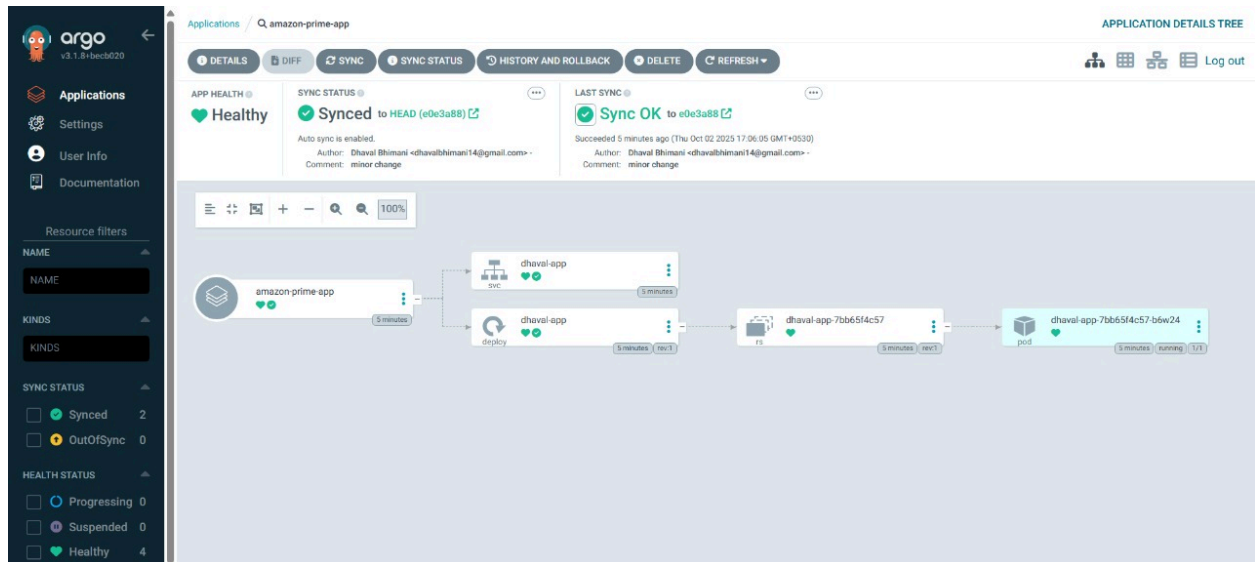 argo
v3.1.8+becb020
Applications
Settings
User Info
Documentation
Resource filters
NAME
NAME
KINDS
KINDS
SYNC STATUS
Synced 2
OutOfSync 0
HEALTH STATUS
Progressing 0
Suspended 0
Healthy 4
Applications / amazon-prime-app
APPLICATION DETAILS TREE
DETAILS DIFF SYNC SYNC STATUS HISTORY AND ROLLBACK DELETE REFRESH
Log out
APP HEALTH
Healthy
SYNC STATUS
Synced to HEAD (e0e3a88)
Auto sync is enabled.
Author: Dhaval Bhimani <dhavalbhimani14@gmail.com> -
Comment: minor change
LAST SYNC
Sync OK to e0e3a88
Succeeded 5 minutes ago (Thu Oct 02 2025 17:06:05 GMT+0530)
Author: Dhaval Bhimani <dhavalbhimani14@gmail.com> -
Comment: minor change
100%
amazon-prime-app
5 minutes
dhaval-app
svc
5 minutes
dhaval-app
deploy
5 minutes rev:1
dhaval-app-7bb65f4c57
rs
5 minutes rev:1
dhaval-app-7bb65f4c57-b6w24
pod
5 minutes running 1/1